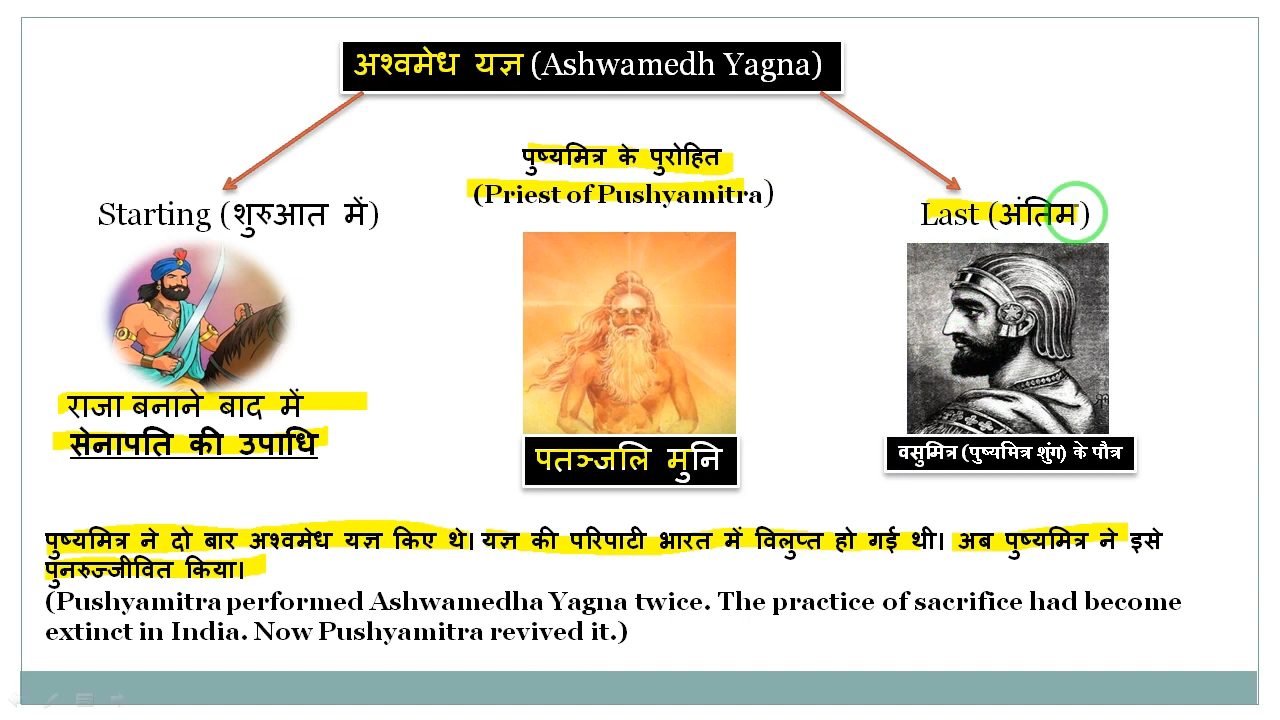 अश्वमेध यज्ञ (Ashwamedh Yagna)
पुष्यमित्र के पुरोहित
(Priest of Pushyamitra)
Starting (शुरुआत में)
Last (अंतिम)
राजा बनाने बाद में
सेनापति की उपाधि
पतञ्जलि मुनि
वसुमित्र (पुष्यमित्र शुंग) के पौत्र
पुष्यमित्र ने दो बार अश्वमेध यज्ञ किए थे। यज्ञ की परिपाटी भारत में विलुप्त हो गई थी। अब पुष्यमित्र ने इसे
पुनरुज्जीवित किया।
(Pushyamitra performed Ashwamedha Yagna twice. The practice of sacrifice had become
extinct in India. Now Pushyamitra revived it.)